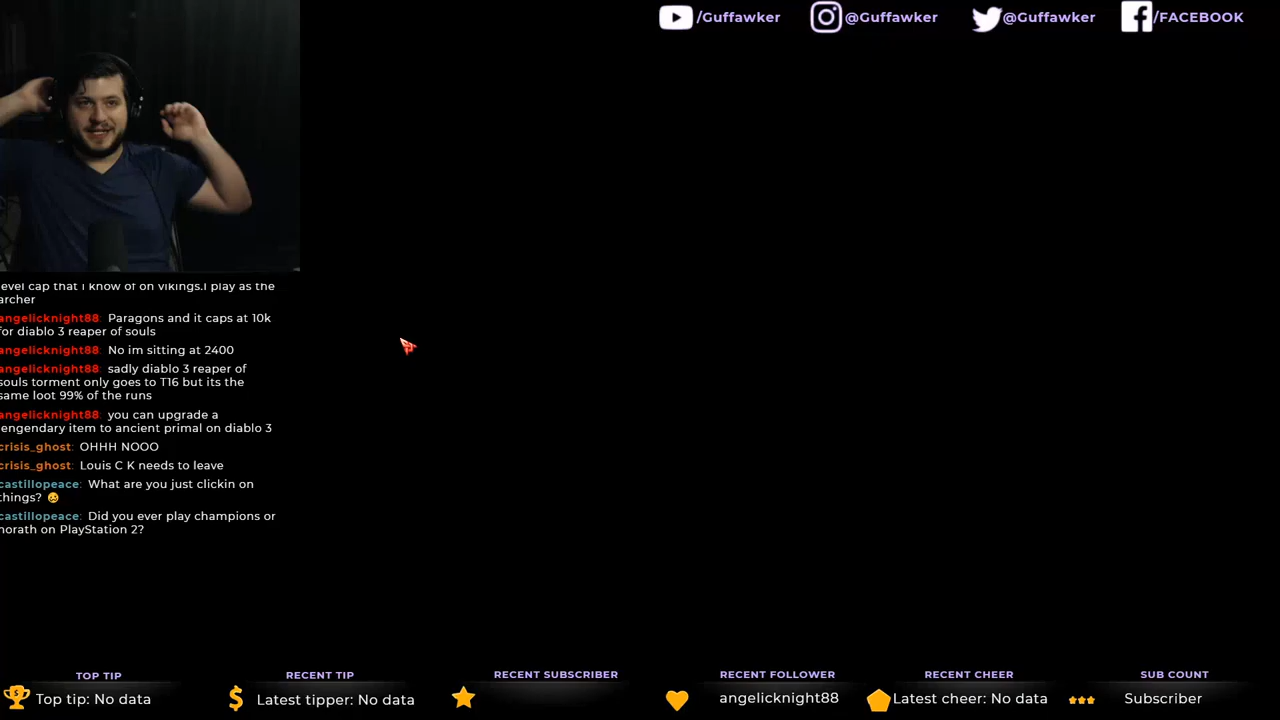 /Guffawker @Guffawker @Guffawker /FACEBOOK
evel cap that i know of on vikings.I play as the
archer
angelicknight88: Paragons and it caps at 10k
for diablo 3 reaper of souls
angelicknight88: No im sitting at 2400
angelicknight88: sadly diablo 3 reaper of
souls torment only goes to T16 but its the
same loot 99% of the runs
angelicknight88: you can upgrade a
engendary item to ancient primal on diablo 3
crisis_ghost: OHHH NOOO
crisis_ghost: Louis C K needs to leave
castillopeace: What are you just clickin on
things?
castillopeace: Did you ever play champions or
norath on PlayStation 2?
TOP TIP
Top tip: No data
RECENT TIP
Latest tipper: No data
RECENT SUBSCRIBER
RECENT FOLLOWER
angelicknight88
RECENT CHEER
Latest cheer: No data
SUB COUNT
Subscriber